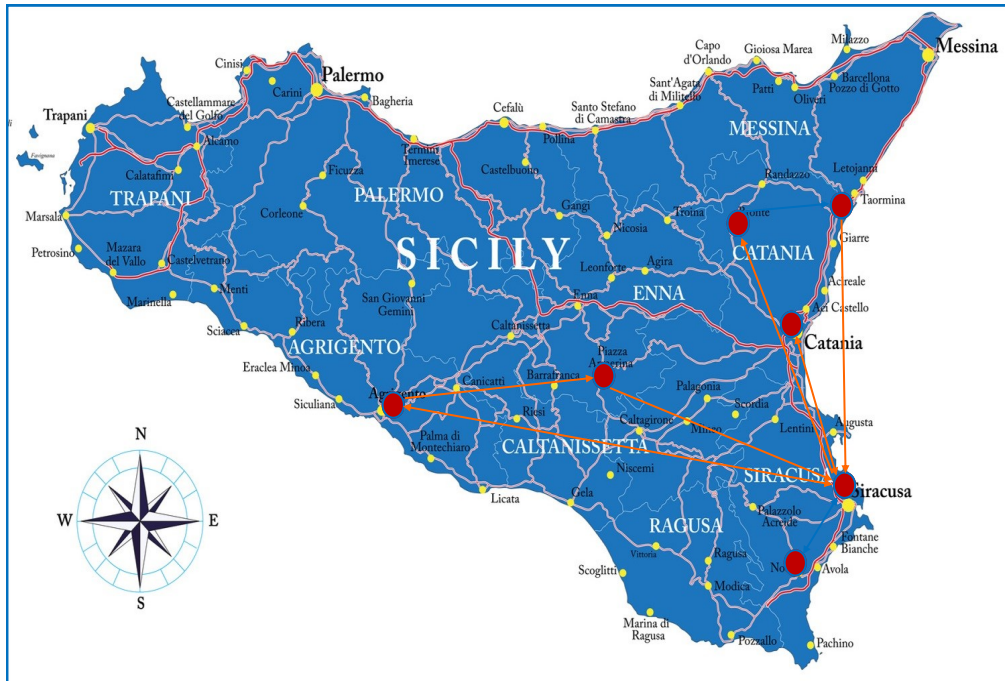 Messina
Milazzo
Capo
d'Orlando
Gioiosa Marea
Cinisi
Palermo
Carini
Barcellona
Pozzo di Gotto
Sant'Agata
di Militello
Patti
Oliveri
Bagheria
Castellammare
del Golfo
Cefalù
Santo Stefano
di Camastra
Trapani
Pollina
MESSINA
Favignana
Alcamo
Termini
Imerese
Calatafimi
Castelbuono
Ficuzza
Randazzo
Letojanni
TRAPANI
PALERMO
Taormina
Marsala
Corleone
Gangi
Troina
Nicosia
Giarre
Petrosino
SICILY
CATANIA
Mazara
del Vallo
Castelvetrano
Leonforte
Agira
Menti
San Giovanni
Gemini
ENNA
Acireale
Marinella
Enna
Aci Castello
Sciacca
Ribera
Caltanissetta
Catania
AGRIGENTO
Piazza
Eraclea Minoa
Canicatti
Barrafranca
Siculiana
Palagonia
Scordia
Riesi
Caltagirone
Mineo
Lentini
Augusta
Palma di
Montechiaro
CALTANISSETTA
N
Niscemi
SIRACUSA
Licata
Gela
Siracusa
W
E
Palazzolo
Acreide
RAGUSA
Fontane
Bianche
Vittoria
Ragusa
No
Avola
Scoglitti
Modica
S
Marina di
Ragusa
Pozzallo
Pachino